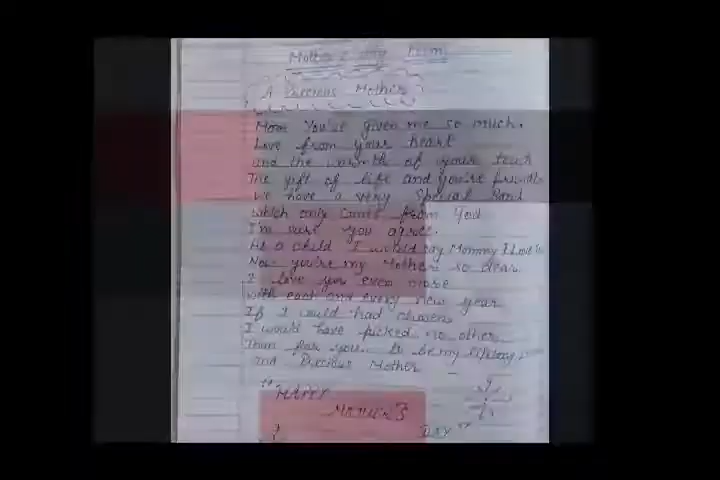 Mother's Day Poem
A Precious Mother
Mom You've given me so much.
Love from your heart
and the warmth of your touch
The gift of life and you're friends
we have a very Special Bond
which only comes from God
I'm sure you agree.
As a child I would say Mommy I Love
Now you're my Mother so dear
I love you even more
with each and every new year
If I could had chosen
I would have picked no other
Than for you to be my lifelong
and Precious Mother
"HAPPY
MOTHER'S
DAY"